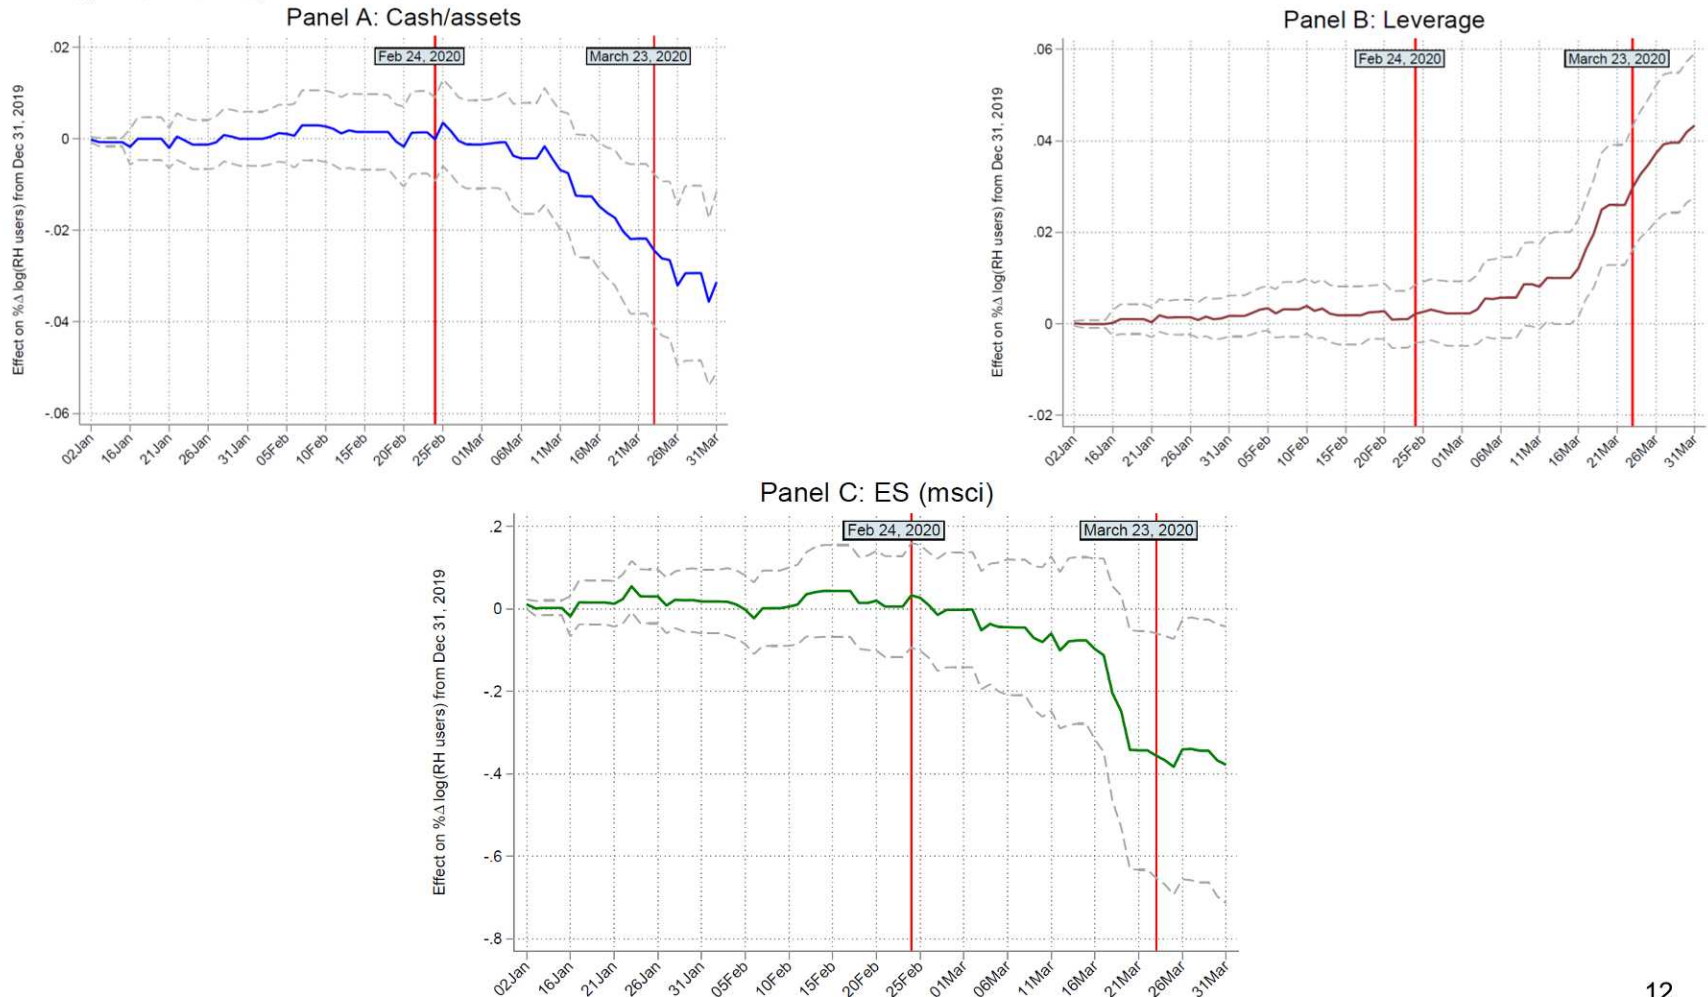 Panel A: Cash/assets
Effect on %Δ log(RH users) from Dec 31, 2019
.02
0
-.02
-.04
-.06
Feb 24, 2020
March 23, 2020
02Jan
16Jan
21Jan
26Jan
31Jan
05Feb
10Feb
15Feb
20Feb
25Feb
01Mar
06Mar
11Mar
16Mar
21Mar
26Mar
31Mar
Panel B: Leverage
Effect on %Δ log(RH users) from Dec 31, 2019
.06
.04
.02
0
-.02
Feb 24, 2020
March 23, 2020
02Jan
16Jan
21Jan
26Jan
31Jan
05Feb
10Feb
15Feb
20Feb
25Feb
01Mar
06Mar
11Mar
16Mar
21Mar
26Mar
31Mar
Panel C: ES (msci)
Effect on %Δ log(RH users) from Dec 31, 2019
.2
0
-.2
-.4
-.6
-.8
Feb 24, 2020
March 23, 2020
02Jan
16Jan
21Jan
26Jan
31Jan
05Feb
10Feb
15Feb
20Feb
25Feb
01Mar
06Mar
11Mar
16Mar
21Mar
26Mar
31Mar
12